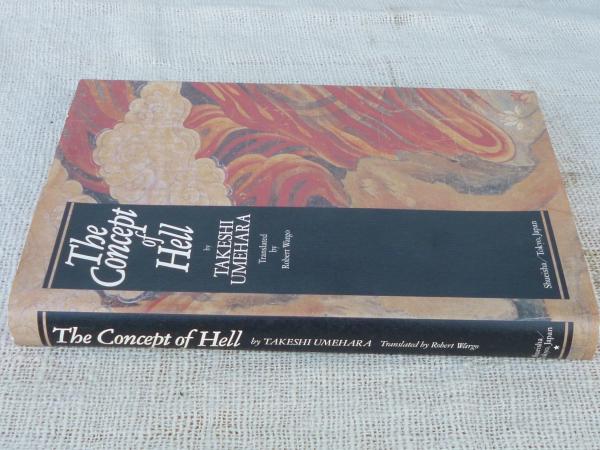 The
Concept
of
Hell
by
TAKESHI
UMEHARA
Translated
by
Robert Wargo
Shueisha / Tokyo, Japan
The Concept of Hell by TAKESHI UMEHARA Translated by Robert Wargo
Shueisha /
Tokyo, Japan